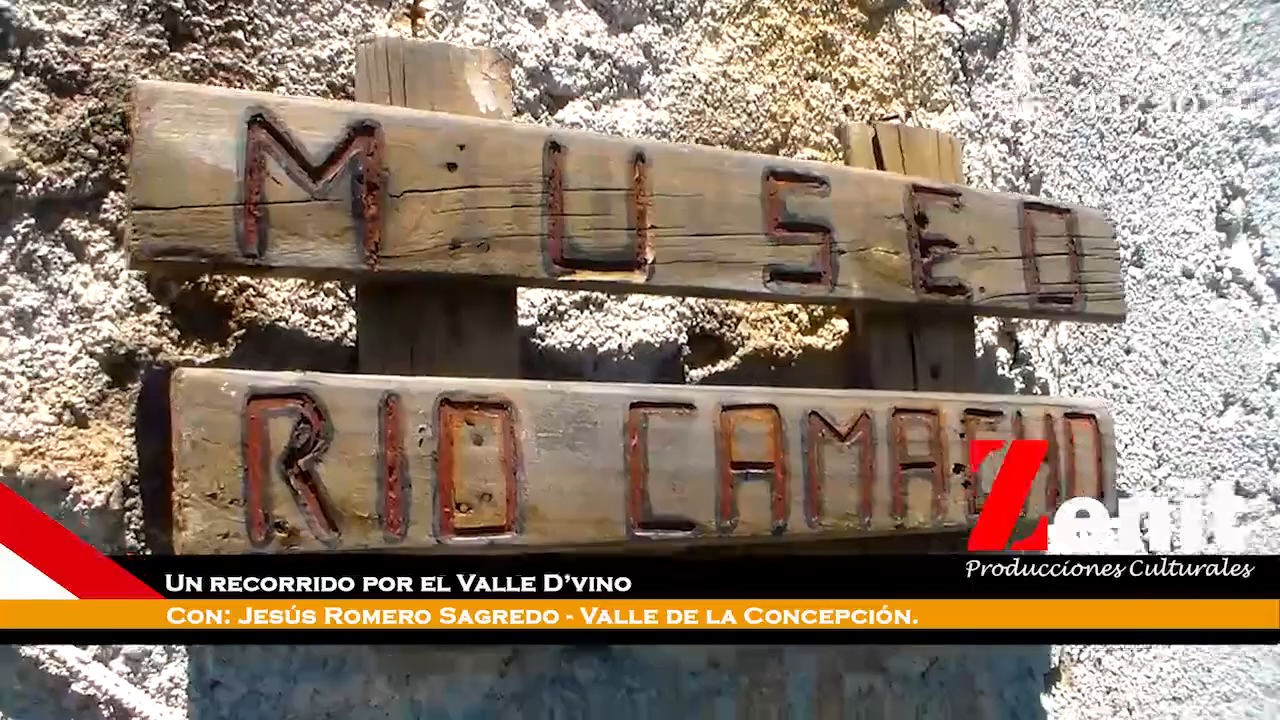 MUSEO
RIO CAMACHO
Zenit
Producciones Culturales
Un recorrido por el Valle D’vino
Con: Jesús Romero Sagredo - Valle de la Concepción.